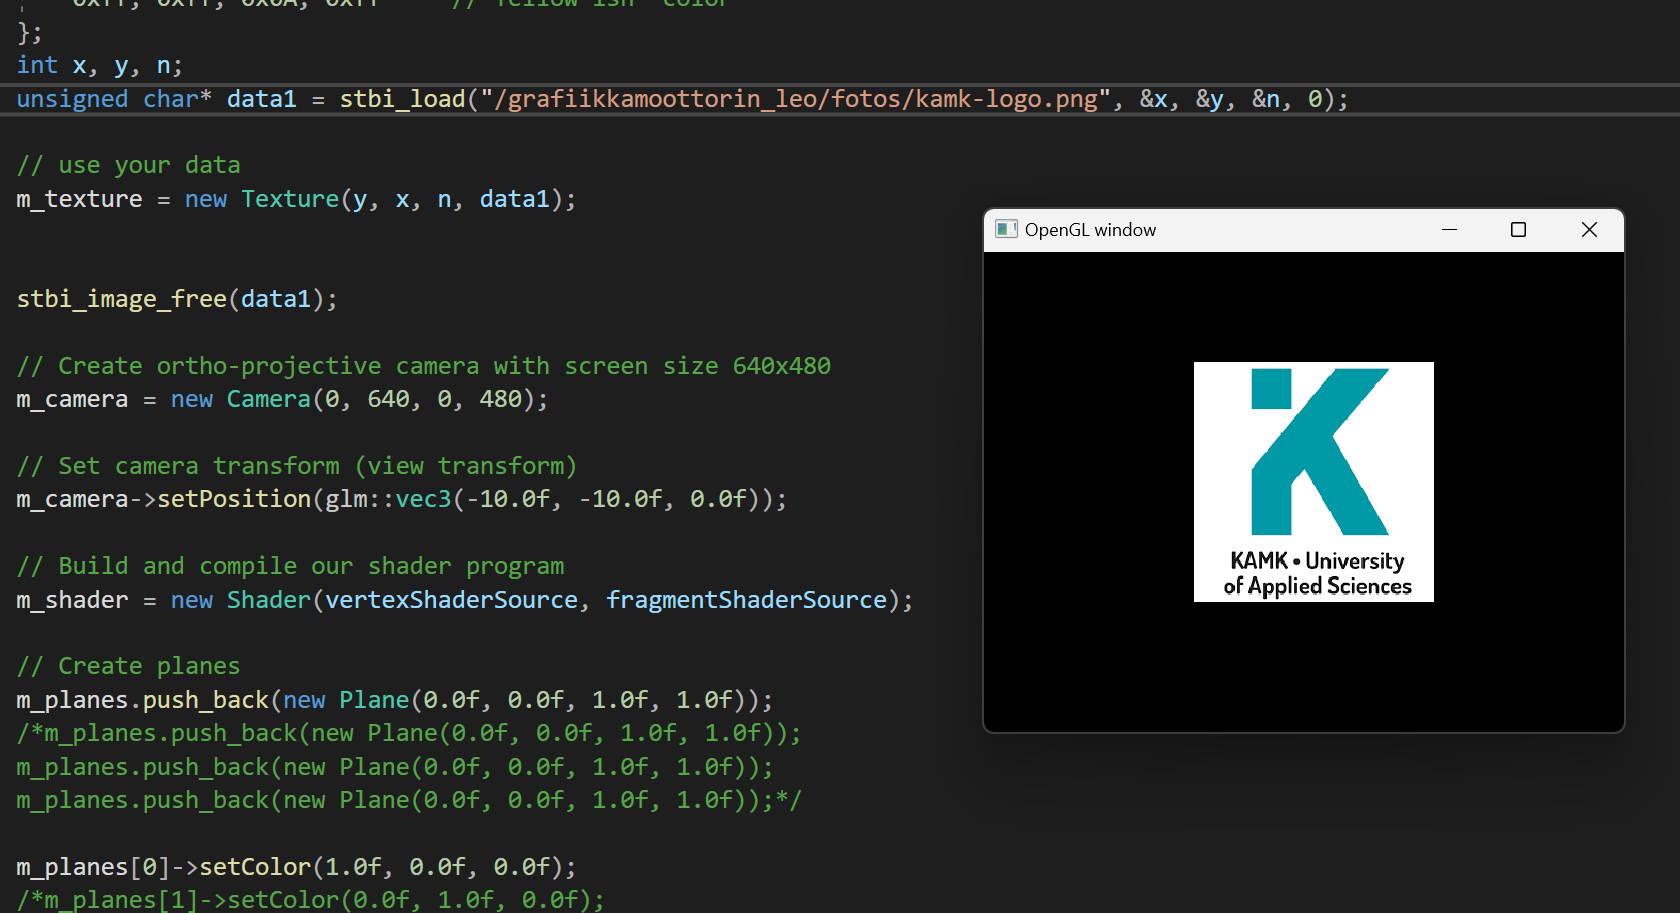 0xff, 0xff, 0x0A, 0xff // Yellow'ish' color
};
int x, y, n;
unsigned char* data1 = stbi_load("/grafiikkamoottorin_leo/fotos/kamk-logo.png", &x, &y, &n, 0);
// use your data
m_texture = new Texture(y, x, n, data1);
stbi_image_free(data1);
// Create ortho-projective camera with screen size 640x480
m_camera = new Camera(0, 640, 0, 480);
// Set camera transform (view transform)
m_camera->setPosition(glm::vec3(-10.0f, -10.0f, 0.0f));
// Build and compile our shader program
m_shader = new Shader(vertexShaderSource, fragmentShaderSource);
// Create planes
m_planes.push_back(new Plane(0.0f, 0.0f, 1.0f, 1.0f));
/*m_planes.push_back(new Plane(0.0f, 0.0f, 1.0f, 1.0f));
m_planes.push_back(new Plane(0.0f, 0.0f, 1.0f, 1.0f));
m_planes.push_back(new Plane(0.0f, 0.0f, 1.0f, 1.0f));*/
m_planes[0]->setColor(1.0f, 0.0f, 0.0f);
/*m_planes[1]->setColor(0.0f, 1.0f, 0.0f);
OpenGL window
KAMK • University
of Applied Sciences